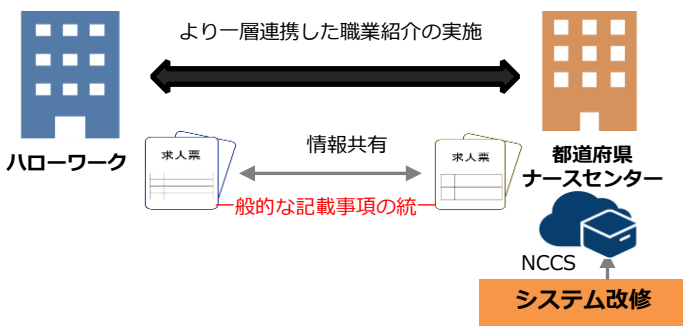 より一層連携した職業紹介の実施
ハローワーク
求人票
情報共有
求人票
都道府県
ナースセンター
一般的な記載事項の統一
NCCS
システム改修